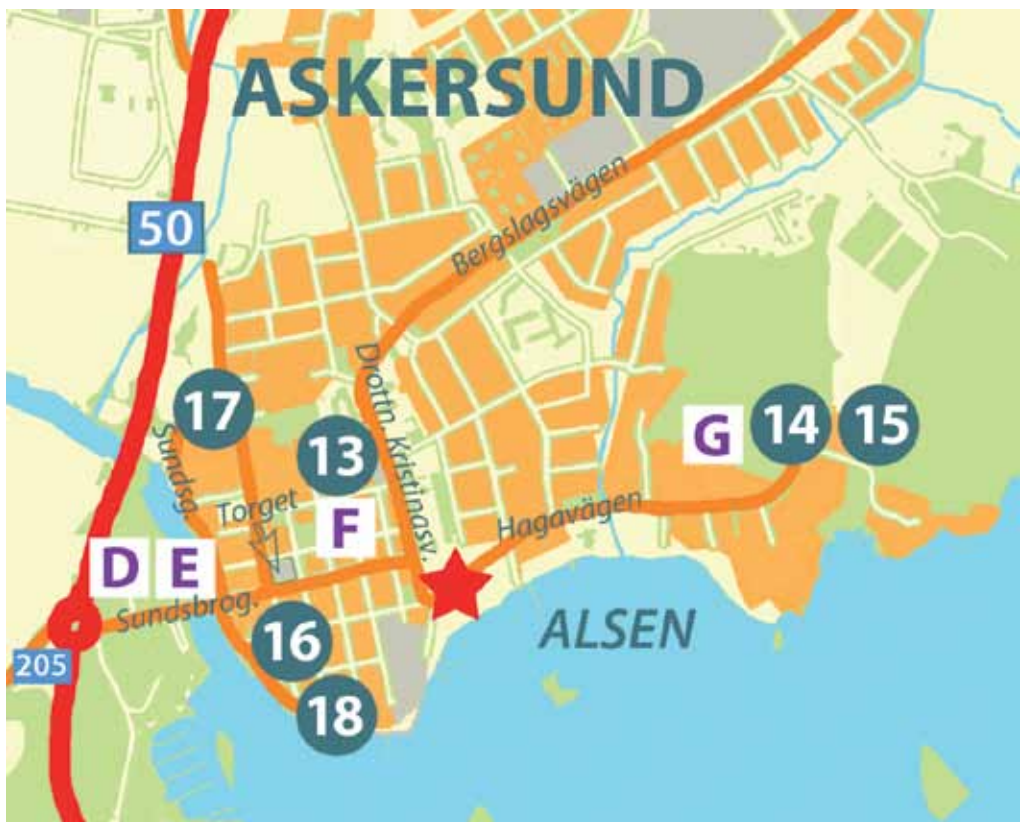 ASKERSUND
50
Bergslagsvägen
Drottn. Kristinasv.
17
13
G
14
15
Sundsg.
Torget
F
Hagavägen
D
E
Sundsbrog.
ALSEN
16
205
18